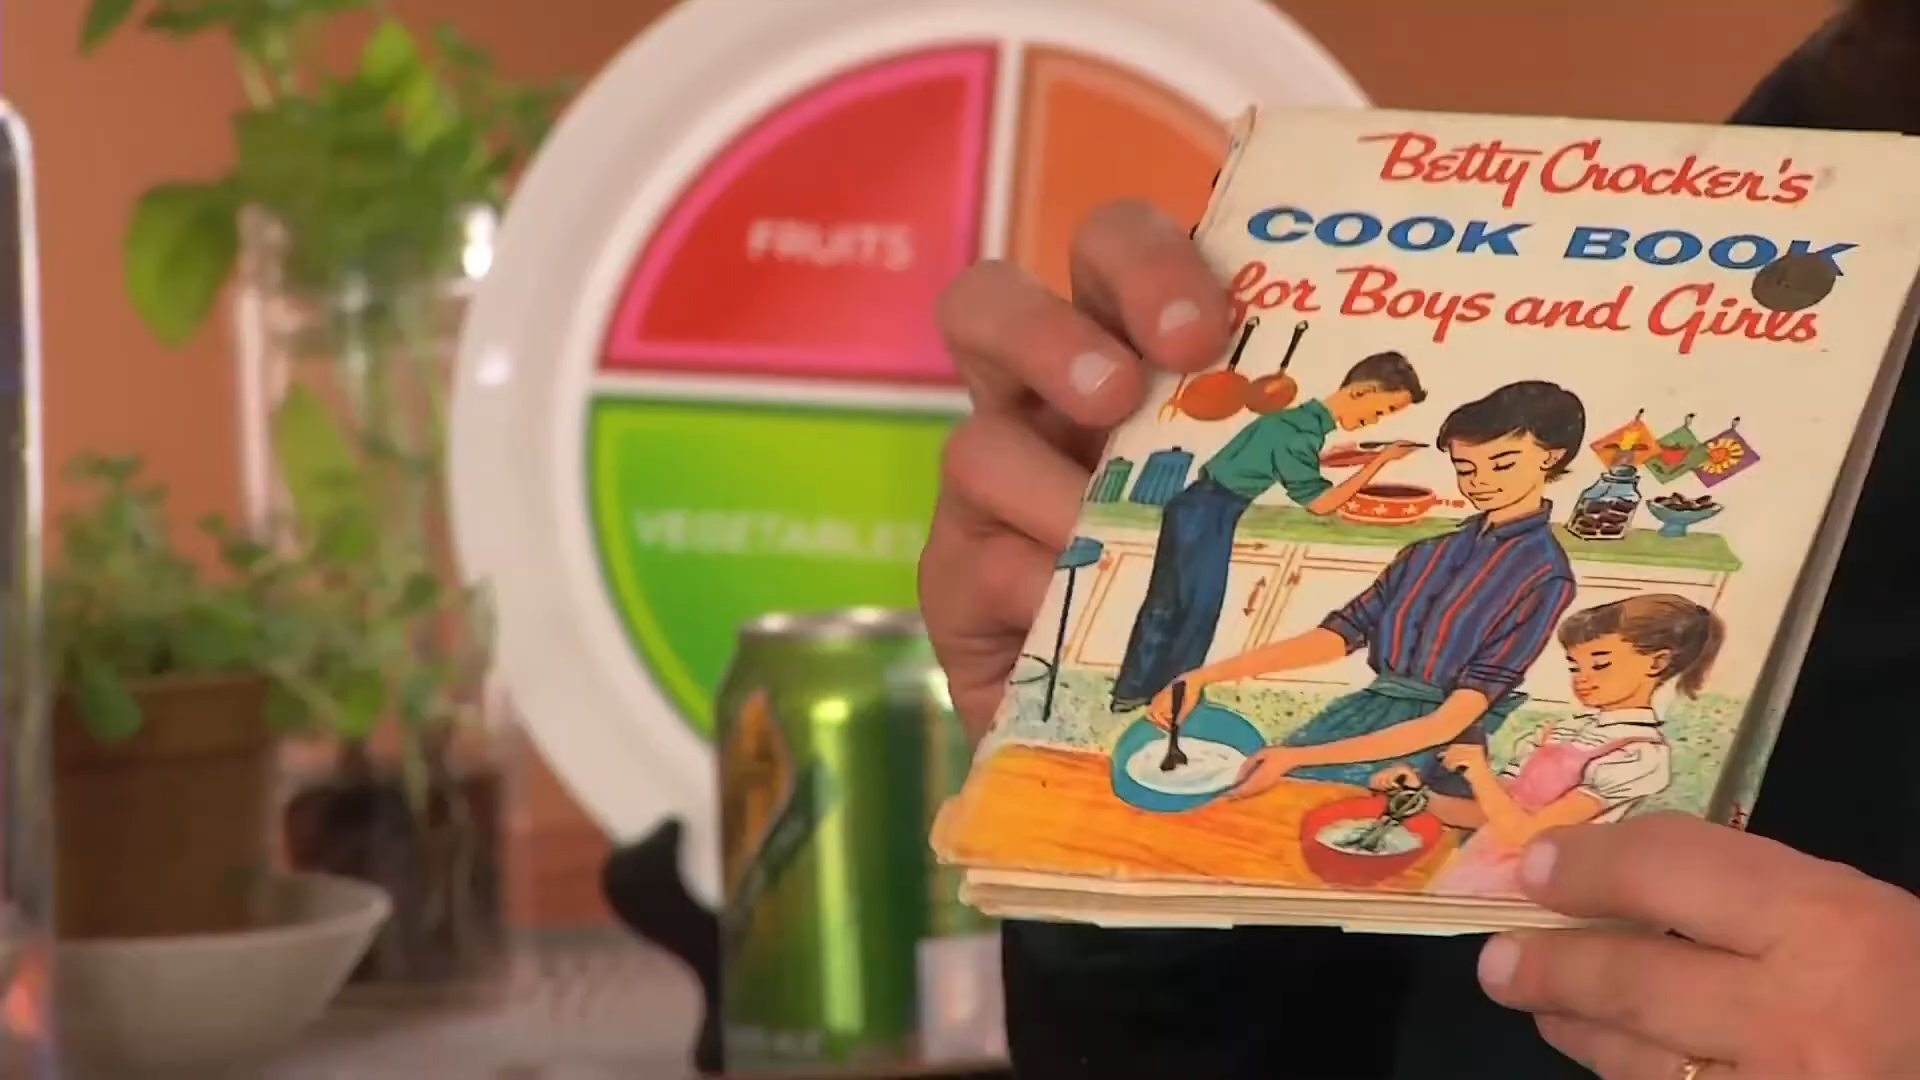 FRUITS
VEGETABLES
Betty Crocker's
COOK BOOK
for Boys and Girls